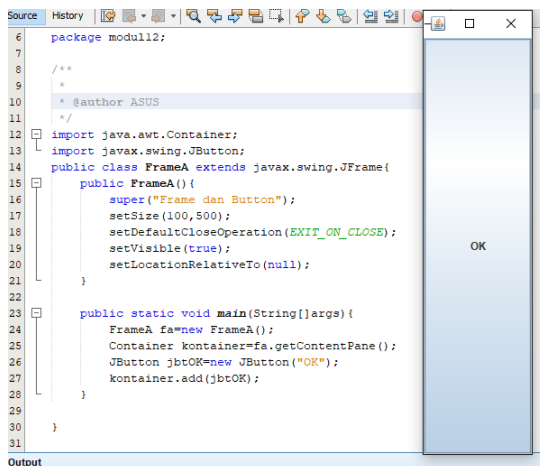 Source History
6 package modul12;
7
8 /**
9 *
10 * @author ASUS
11 */
12 import java.awt.Container;
13 import javax.swing.JButton;
14 public class FrameA extends javax.swing.JFrame{
15 public FrameA(){
16 super("Frame dan Button");
17 setSize(100,500);
18 setDefaultCloseOperation(EXIT_ON_CLOSE);
19 setVisible(true);
20 setLocationRelativeTo(null);
21 }
22
23 public static void main(String[]args){
24 FrameA fa=new FrameA();
25 Container kontainer=fa.getContentPane();
26 JButton jbtOK=new JButton("OK");
27 kontainer.add(jbtOK);
28 }
29
30 }
31
Output
OK